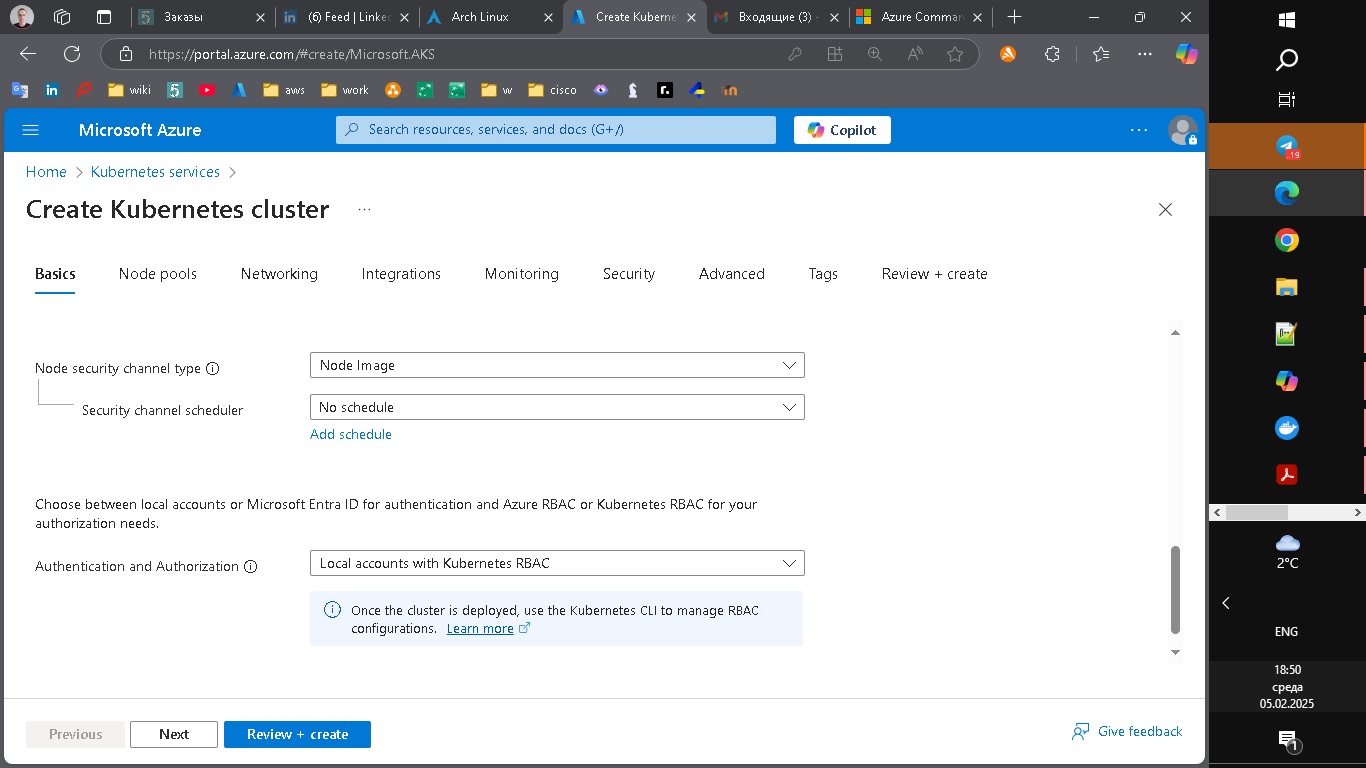 Заказы
(6) Feed | Linke
Arch Linux
Create Kuberne
Входящие (3) -
Azure Comman
https://portal.azure.com/#create/Microsoft.AKS
wiki
aws
work
w
cisco
Microsoft Azure
Search resources, services, and docs (G+/)
Copilot
Home
Kubernetes services
Create Kubernetes cluster
Basics
Node pools
Networking
Integrations
Monitoring
Security
Advanced
Tags
Review + create
Node security channel type
Node Image
Security channel scheduler
No schedule
Add schedule
Choose between local accounts or Microsoft Entra ID for authentication and Azure RBAC or Kubernetes RBAC for your
authorization needs.
Authentication and Authorization
Local accounts with Kubernetes RBAC
Once the cluster is deployed, use the Kubernetes CLI to manage RBAC
configurations. Learn more
Previous
Next
Review + create
Give feedback
..19
2°C
ENG
18:50
среда
05.02.2025
1